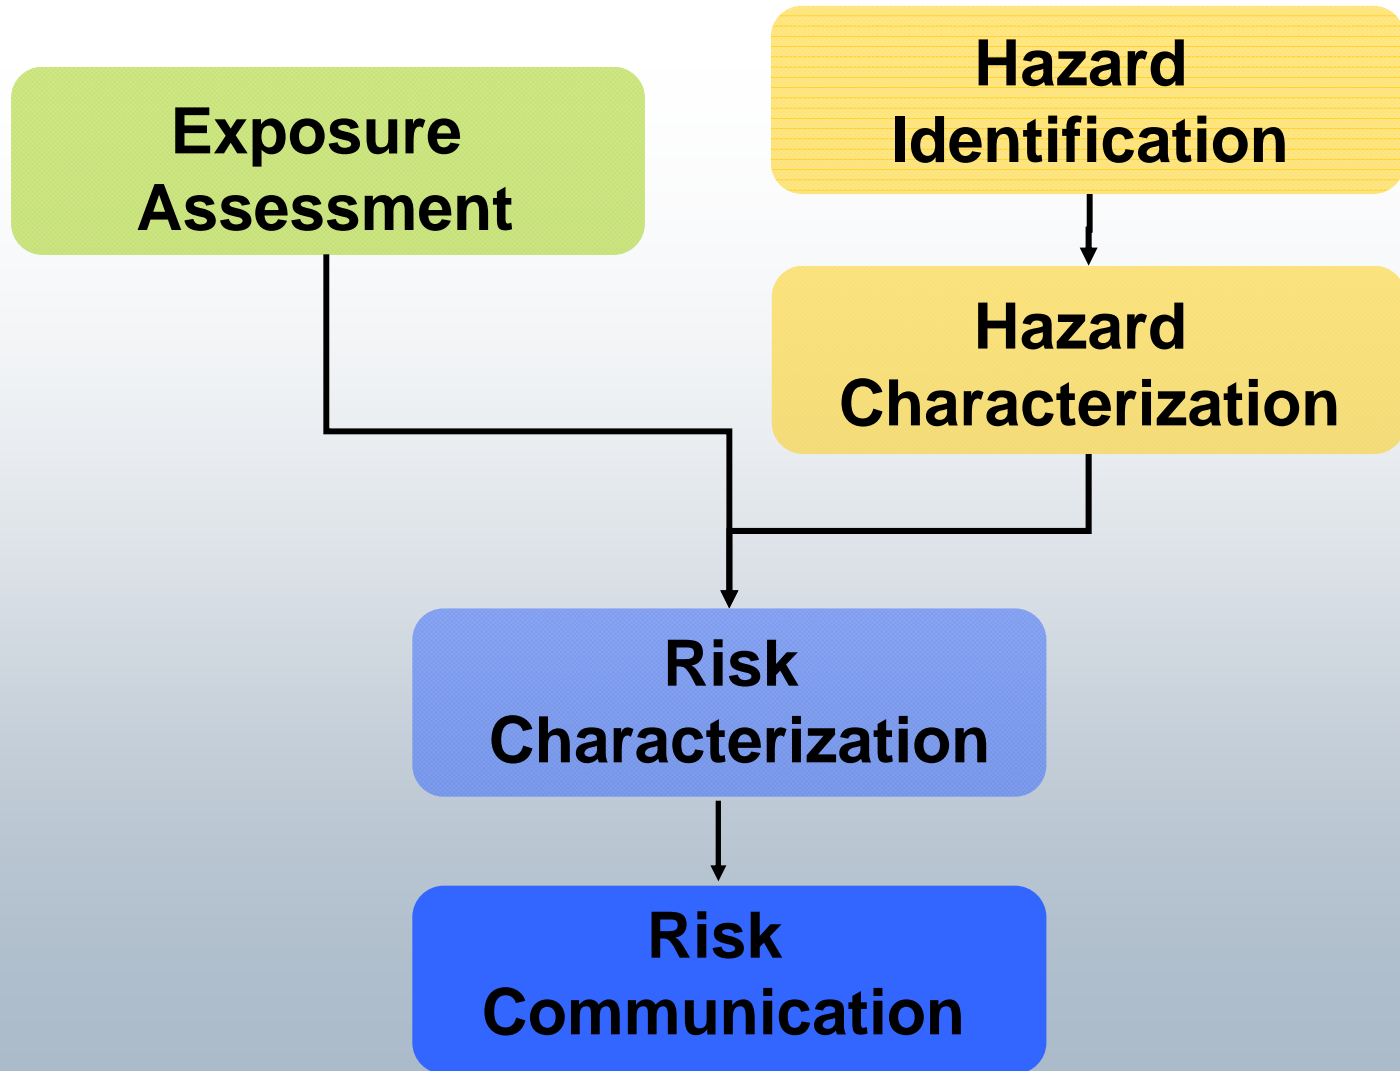 Exposure
Assessment
Hazard
Identification
Hazard
Characterization
Risk
Characterization
Risk
Communication